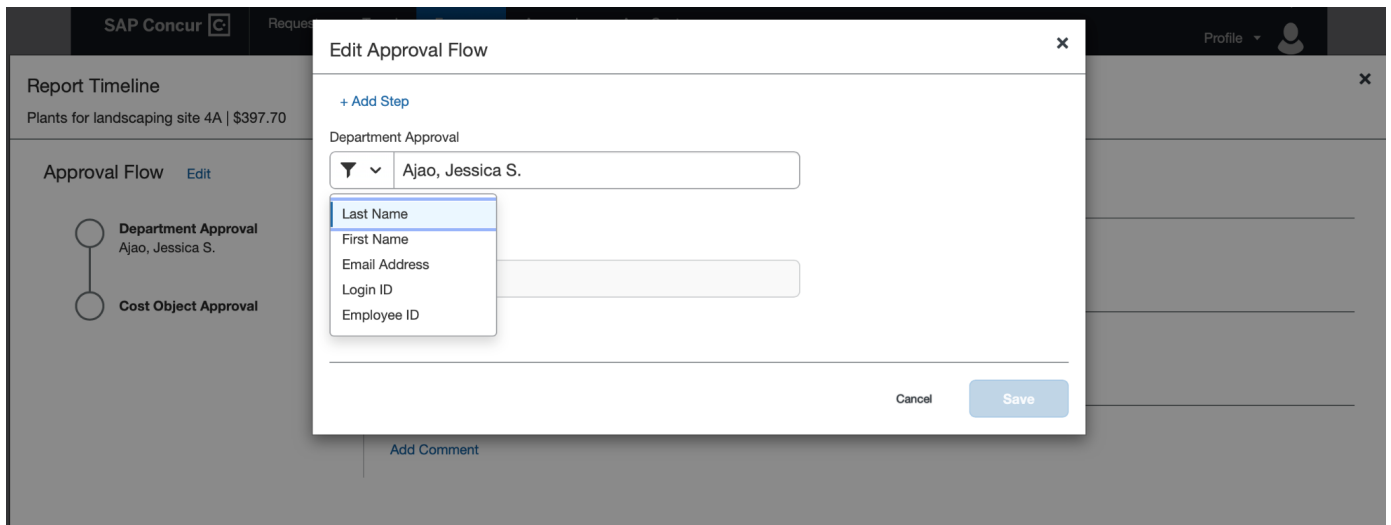 SAP Concur C.
Reques
Profile
Edit Approval Flow
Report Timeline
Plants for landscaping site 4A | $397.70
+ Add Step
Department Approval
Ajao, Jessica S.
Approval Flow Edit
Last Name
First Name
Email Address
Login ID
Employee ID
Department Approval
Ajao, Jessica S.
Cost Object Approval
Cancel
Save
Add Comment